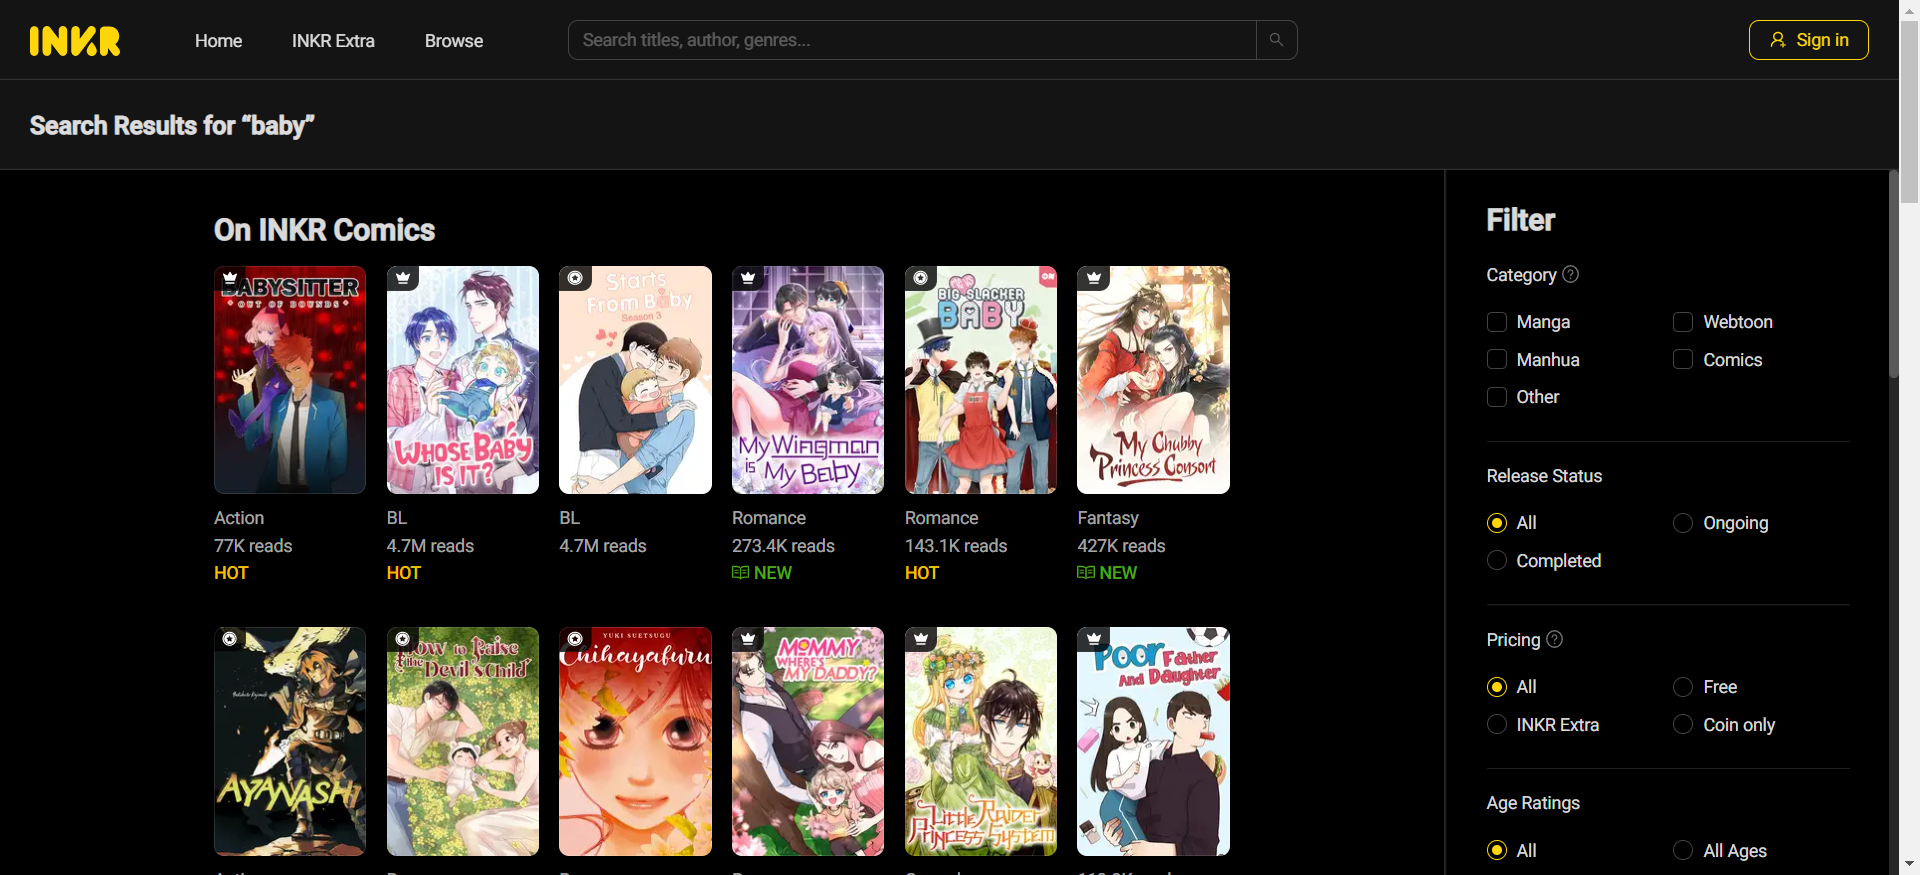 INKR
Home
INKR Extra
Browse
Search titles, author, genres...
Sign in
Search Results for “baby”
On INKR Comics
BABYSITTER
OUT OF BOUNDS
WHOSE BABY
IS IT?
Starts
From Baby
Season 3
My Wingman
is My Baby
BIG SLACKER
BABY
ON
My Chubby
Princess Consort
Action
77K reads
HOT
BL
4.7M reads
HOT
BL
4.7M reads
Romance
273.4K reads
NEW
Romance
143.1K reads
HOT
Fantasy
427K reads
NEW
AYANASHI
How to Raise
the Devil's Child
YUKI SUETSUGU
Chihayafuru
MOMMY
WHERE'S
MY DADDY?
Little Raider
Princess System
Poor Father
And Daughter
Filter
Category
Manga
Webtoon
Manhua
Comics
Other
Release Status
All
Ongoing
Completed
Pricing
All
Free
INKR Extra
Coin only
Age Ratings
All
All Ages